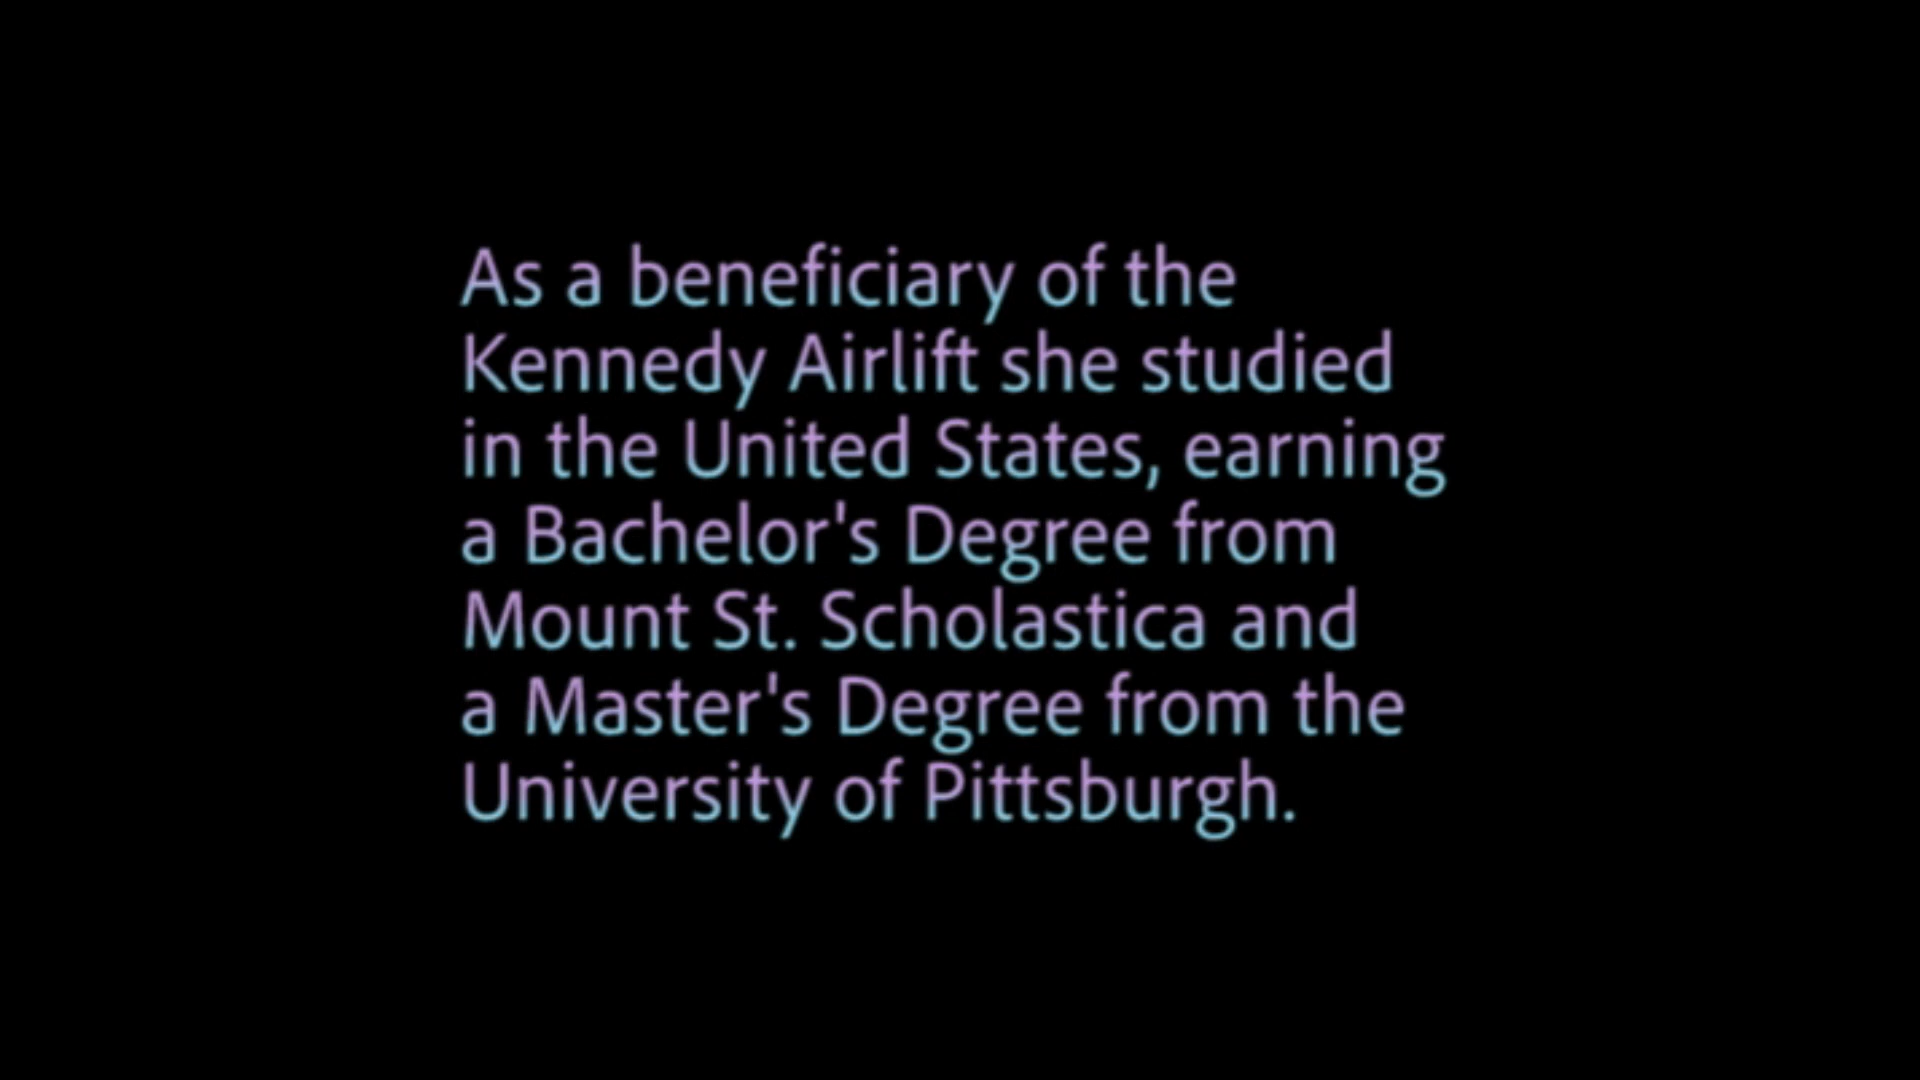 As a beneficiary of the
Kennedy Airlift she studied
in the United States, earning
a Bachelor's Degree from
Mount St. Scholastica and
a Master's Degree from the
University of Pittsburgh.